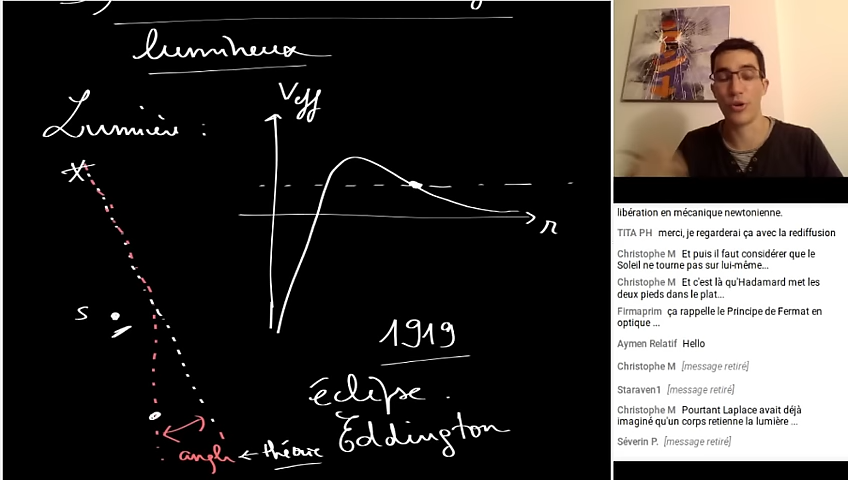 lumineux
Lumière :
Veff
r
S
1919
éclipse.
Eddington
angle ← théorie
libération en mécanique newtonienne.
TITA PH merci, je regarderai ça avec la rediffusion
Christophe M Et puis il faut considérer que le
Soleil ne tourne pas sur lui-même...
Christophe M Et c'est là qu'Hadamard met les
deux pieds dans le plat...
Firmaprim ça rappelle le Principe de Fermat en
optique ...
Aymen Relatif Hello
Christophe M [message retiré]
Staraven1 [message retiré]
Christophe M Pourtant Laplace avait déjà
imaginé qu'un corps retienne la lumière ...
Séverin P. [message retiré]